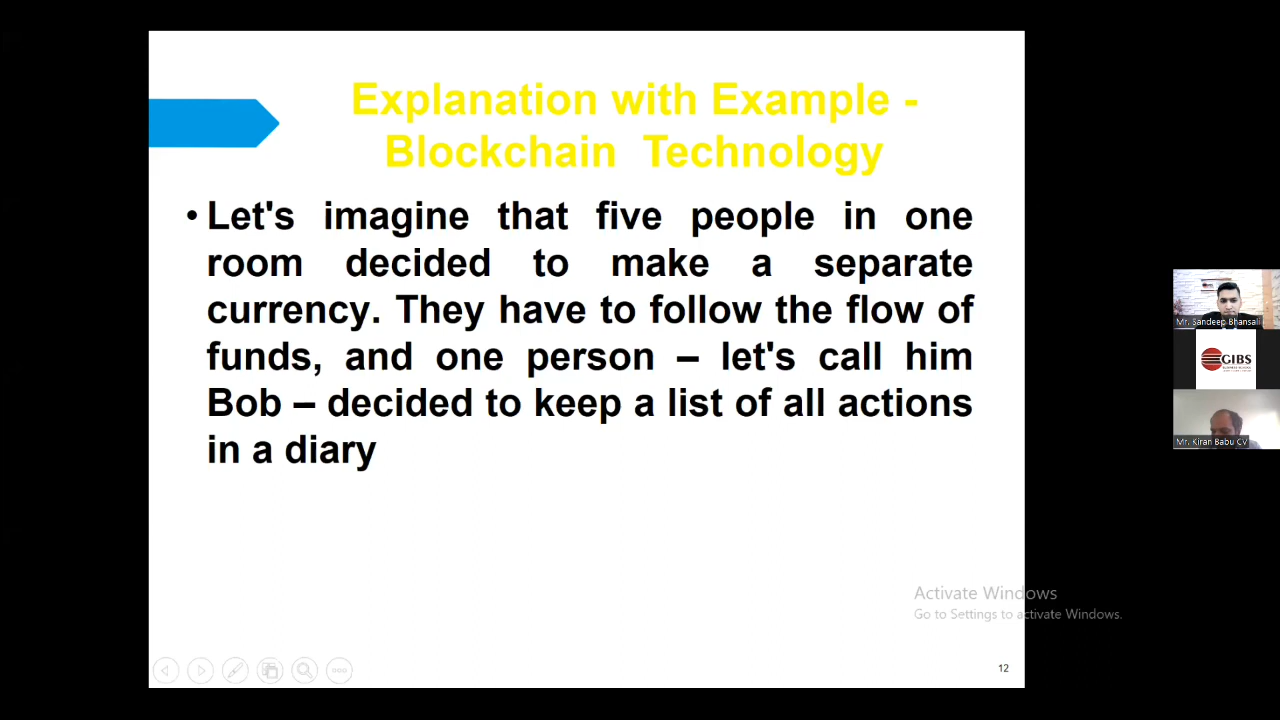 Explanation with Example -
Blockchain Technology
• Let's imagine that five people in one
room decided to make a separate
currency. They have to follow the flow of
funds, and one person – let's call him
Bob – decided to keep a list of all actions
in a diary
Mr. Sandeep Bhansali
GIBS
Mr. Kiran Babu CV
Activate Windows
Go to Settings to activate Windows.
12